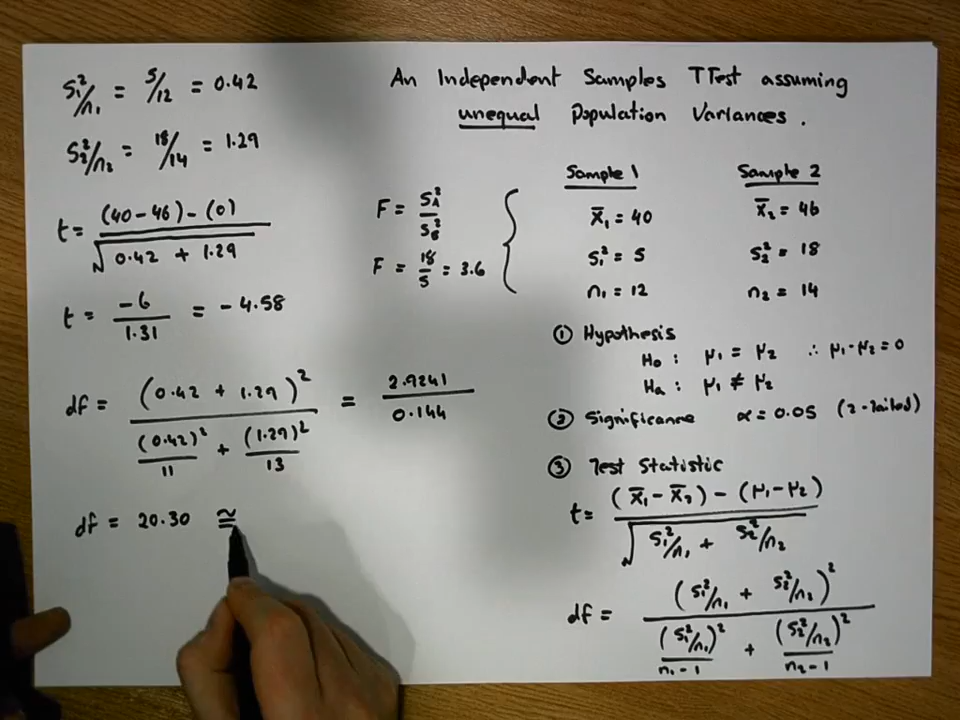 An Independent Samples TTest assuming
unequal Population Variances.
S₁²/n₁ = 5/12 = 0.42
S₂²/n₂ = 18/14 = 1.29
t = (40-46)-(0) / √(0.42 + 1.29)
t = -6/1.31 = -4.58
df = (0.42 + 1.29)² / ((0.42)²/11 + (1.29)²/13) = 2.9241/0.144
df = 20.30 ≅
F = S_A²/S_B²
F = 18/5 = 3.6
Sample 1
x̄₁ = 40
S₁² = 5
n₁ = 12
Sample 2
x̄₂ = 46
S₂² = 18
n₂ = 14
① Hypothesis
H₀ : μ₁ = μ₂ ∴ μ₁-μ₂=0
Hₐ : μ₁ ≠ μ₂
② Significance α = 0.05 (2-tailed)
③ Test Statistic
t = (x̄₁ - x̄₂) - (μ₁-μ₂) / √(S₁²/n₁ + S₂²/n₂)
df = (S₁²/n₁ + S₂²/n₂)² / ((S₁²/n₁)²/n₁-1 + (S₂²/n₂)²/n₂-1)